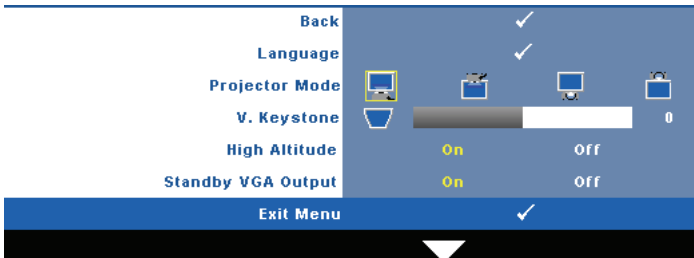 Back
Language
Projector Mode
V. Keystone 0
High Altitude On Off
Standby VGA Output On Off
Exit Menu